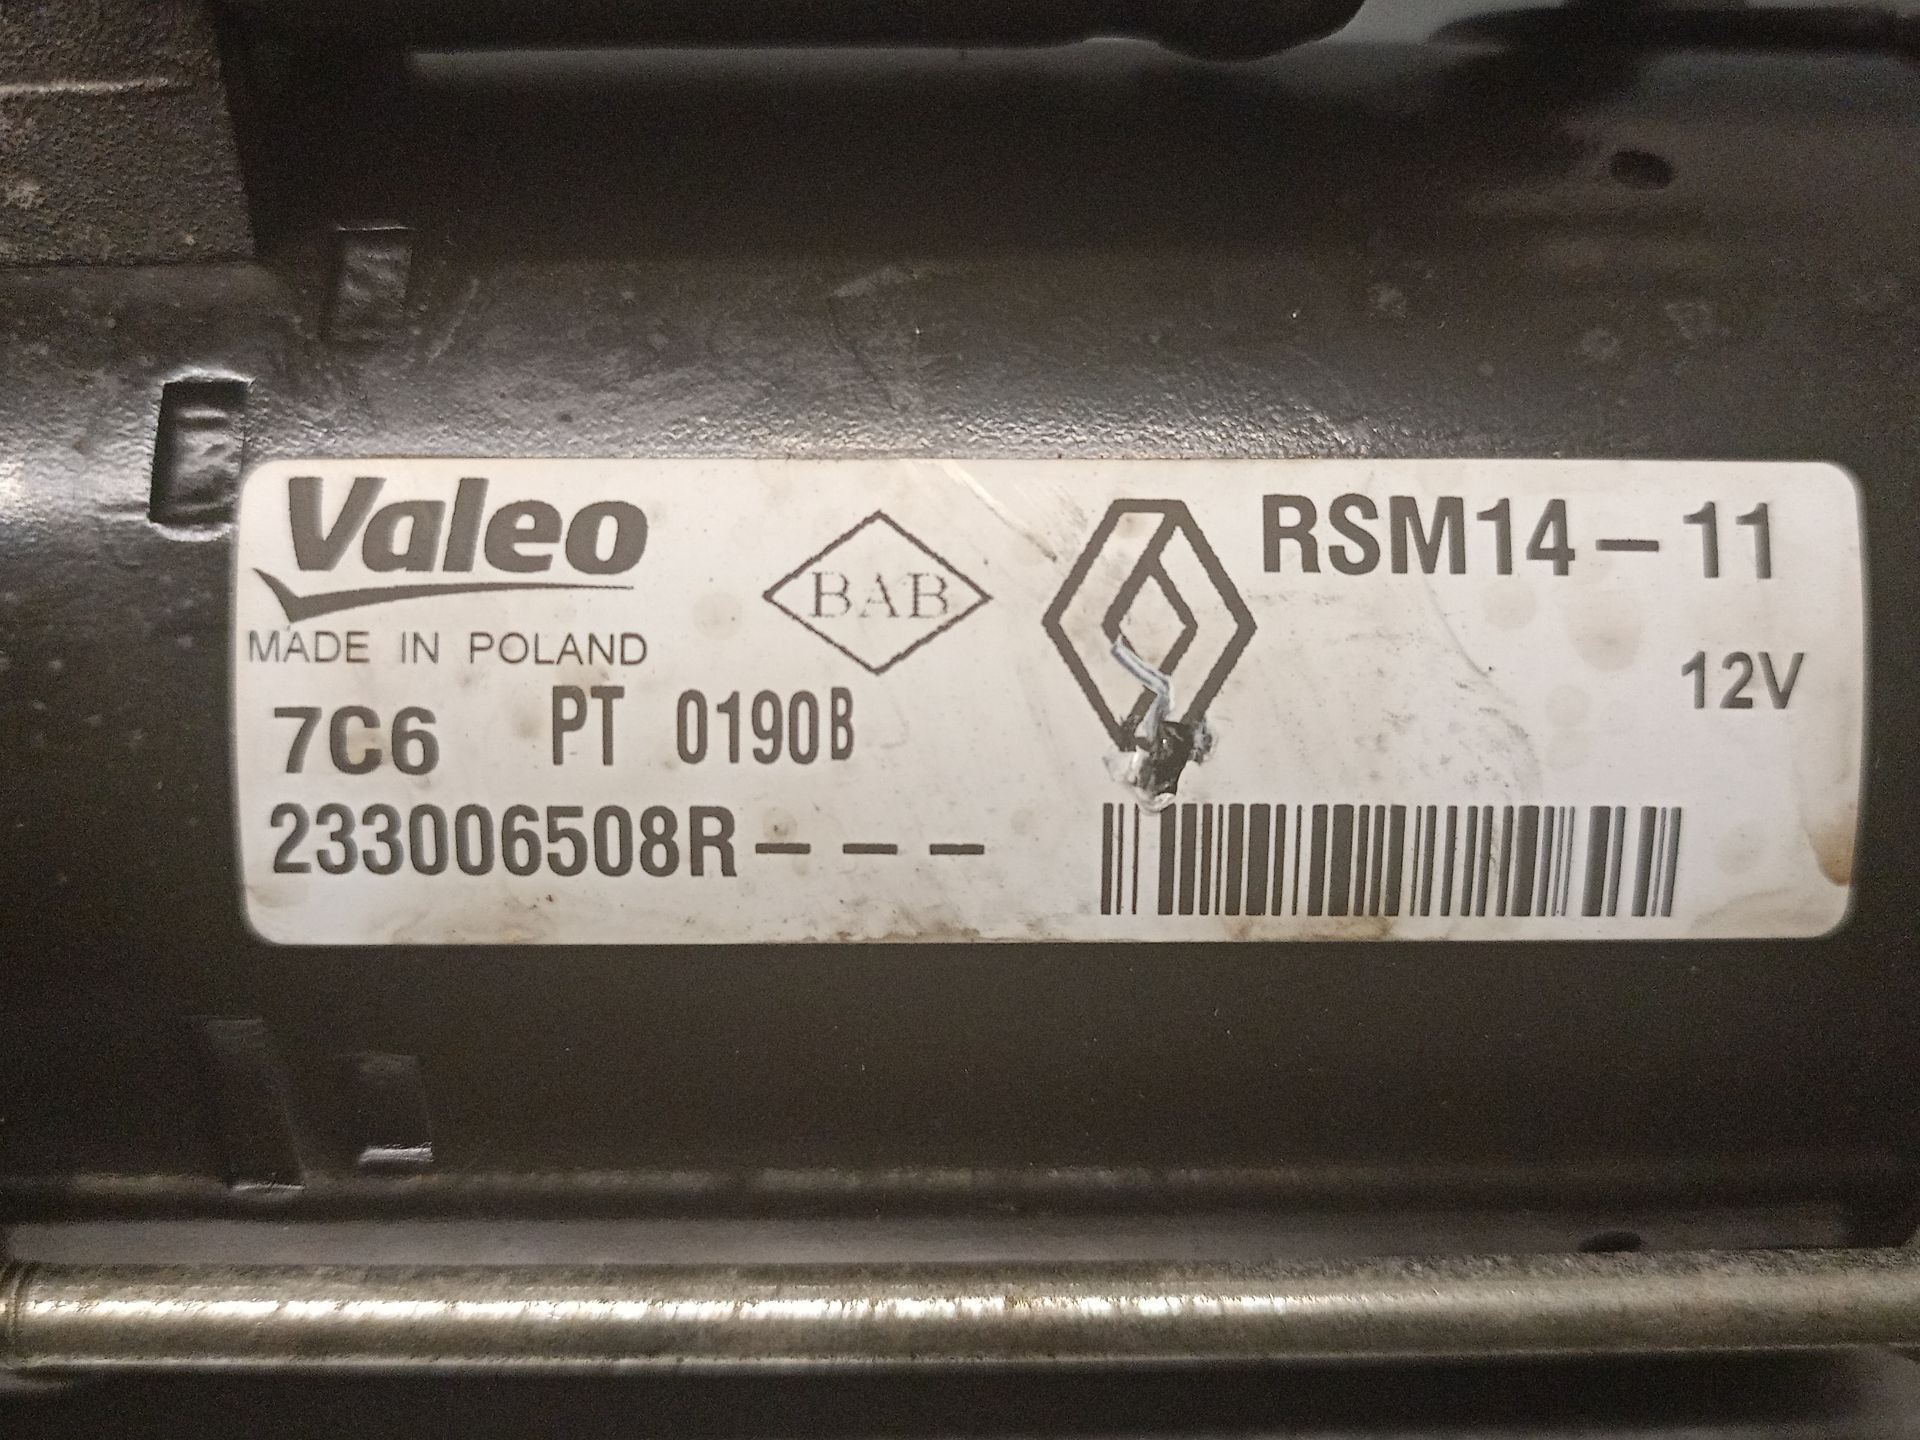 Valeo
MADE IN POLAND
BAB
RSM14-11
12V
7C6 PT 0190B
233006508R---